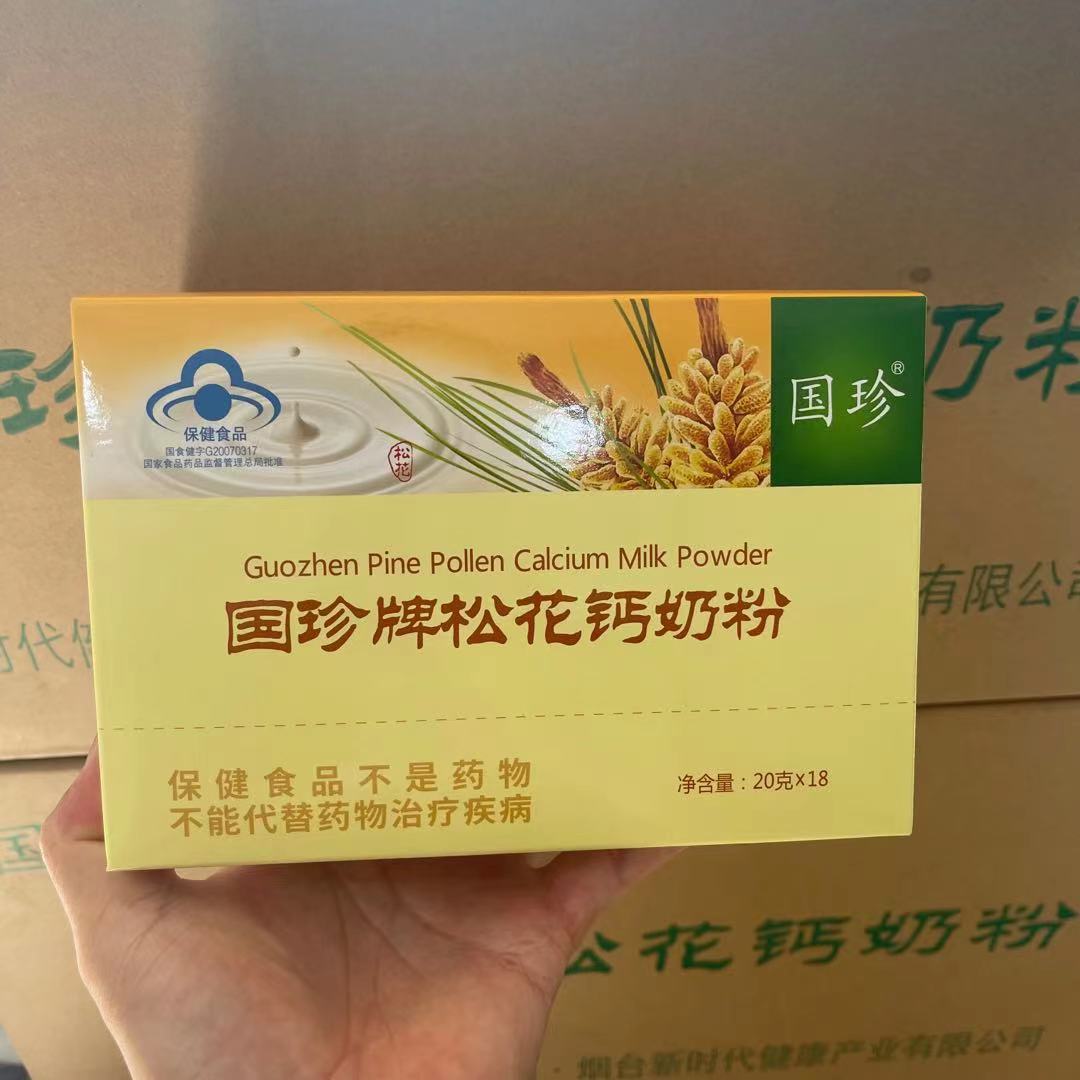 保健食品
国食健字G20070317
国家食品药品监督管理总局批准
松花
国珍®
Guozhen Pine Pollen Calcium Milk Powder
国珍牌松花钙奶粉
保健食品不是药物
不能代替药物治疗疾病
净含量:20克×18
珍
奶粉
时代
有限公司
国
松花钙奶粉
·烟台新时代健康产业有限公司